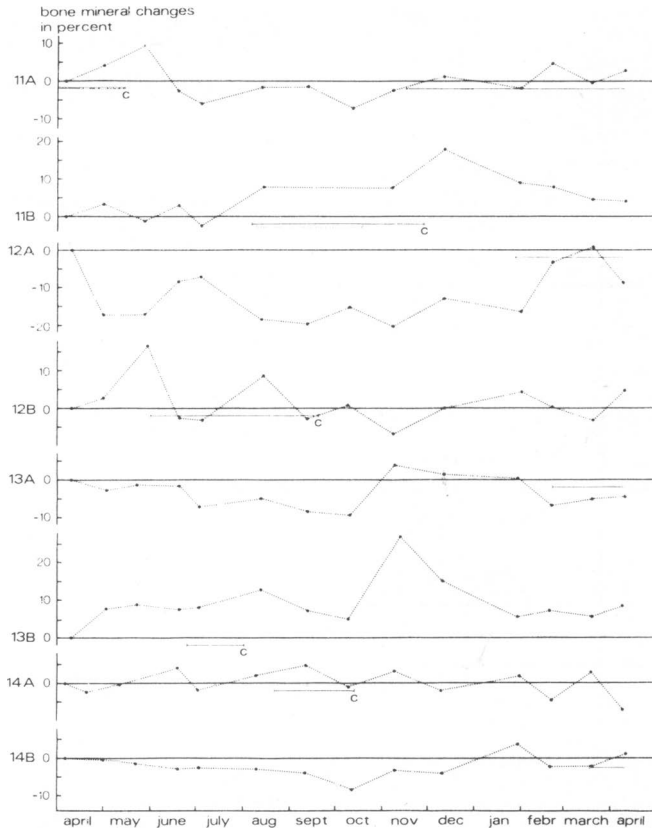 bone mineral changes
in percent
10
11A 0
C
-10
20
10
11B 0
C
12A 0
-10
-20
10
12B 0
C
13A 0
-10
20
10
13B 0
C
14A 0
C
14B 0
-10
april may june july aug sept oct nov dec jan febr march april